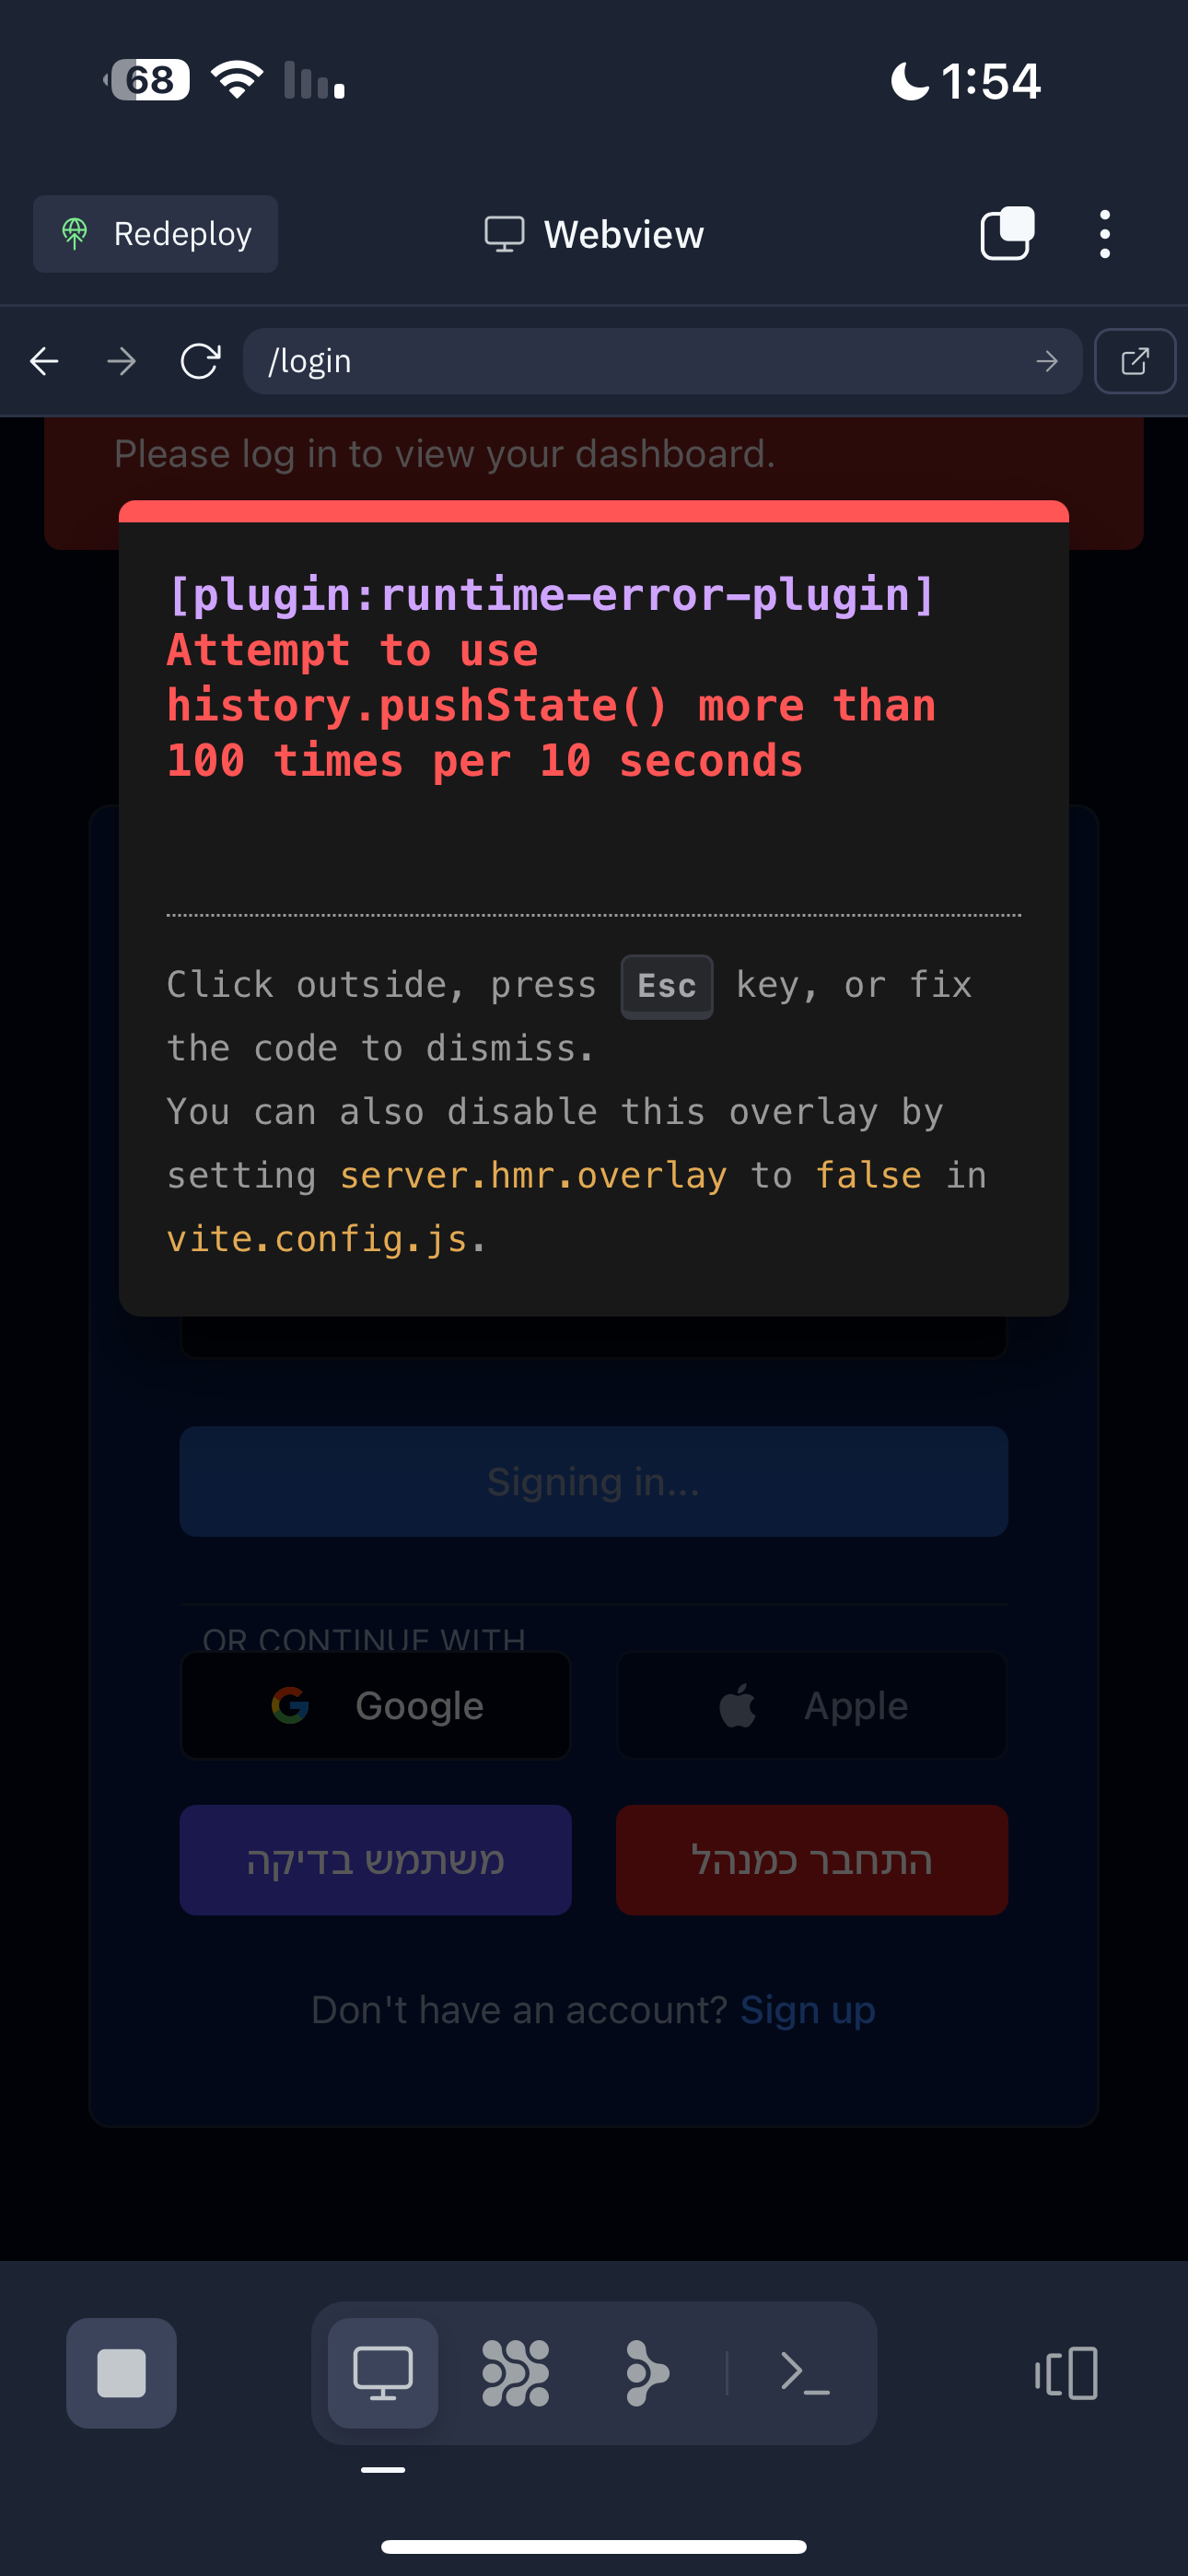 68
1:54
Redeploy
Webview
/login
Please log in to view your dashboard.
[plugin:runtime-error-plugin]
Attempt to use
history.pushState() more than
100 times per 10 seconds
Click outside, press Esc key, or fix
the code to dismiss.
You can also disable this overlay by
setting server.hmr.overlay to false in
vite.config.js.
Signing in...
OR CONTINUE WITH
Google
Apple
משתמש בדיקה
התחבר כמנהל
Don't have an account? Sign up